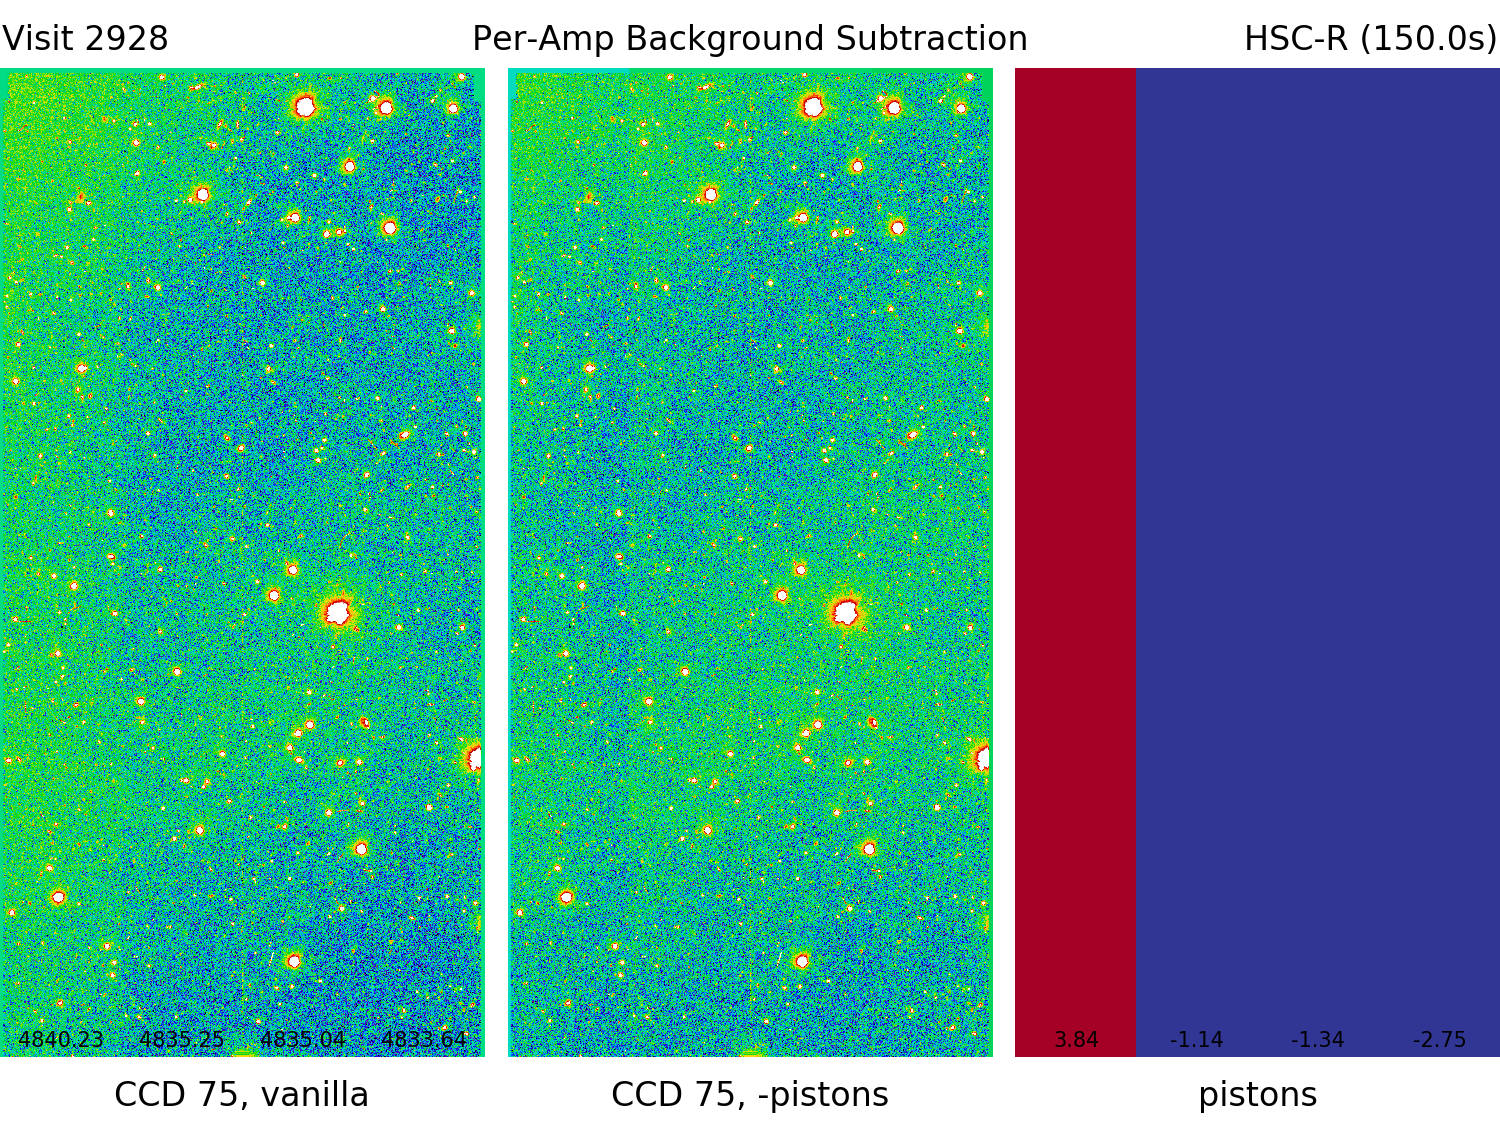 Visit 2928 Per-Amp Background Subtraction HSC-R (150.0s)
4840.23 4835.25 4835.04 4833.64 3.84 -1.14 -1.34 -2.75
CCD 75, vanilla CCD 75, -pistons pistons